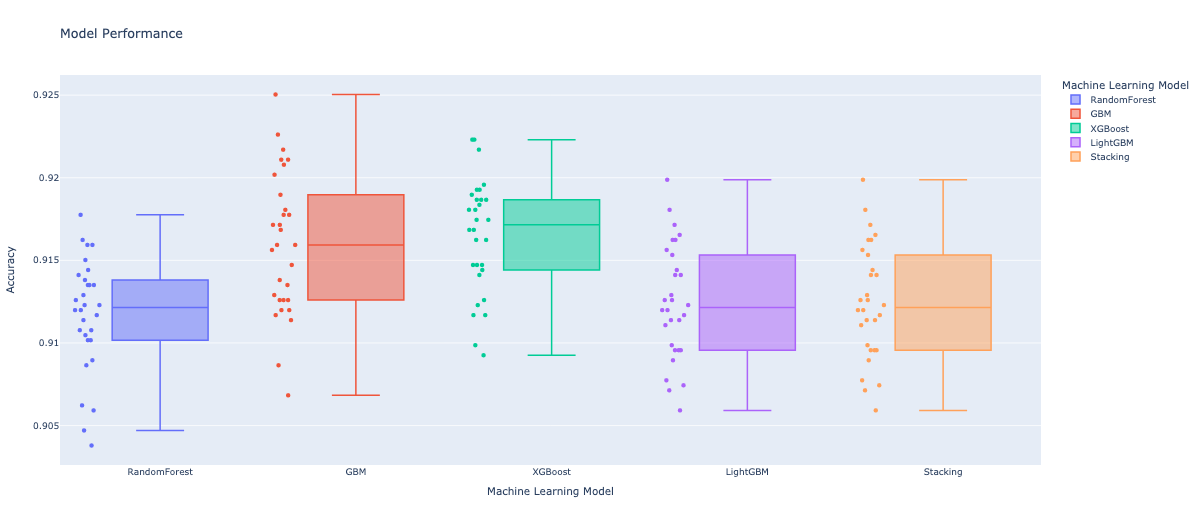 Model Performance
Machine Learning Model
RandomForest
GBM
XGBoost
LightGBM
Stacking
Accuracy
0.925
0.92
0.915
0.91
0.905
RandomForest
GBM
XGBoost
LightGBM
Stacking
Machine Learning Model